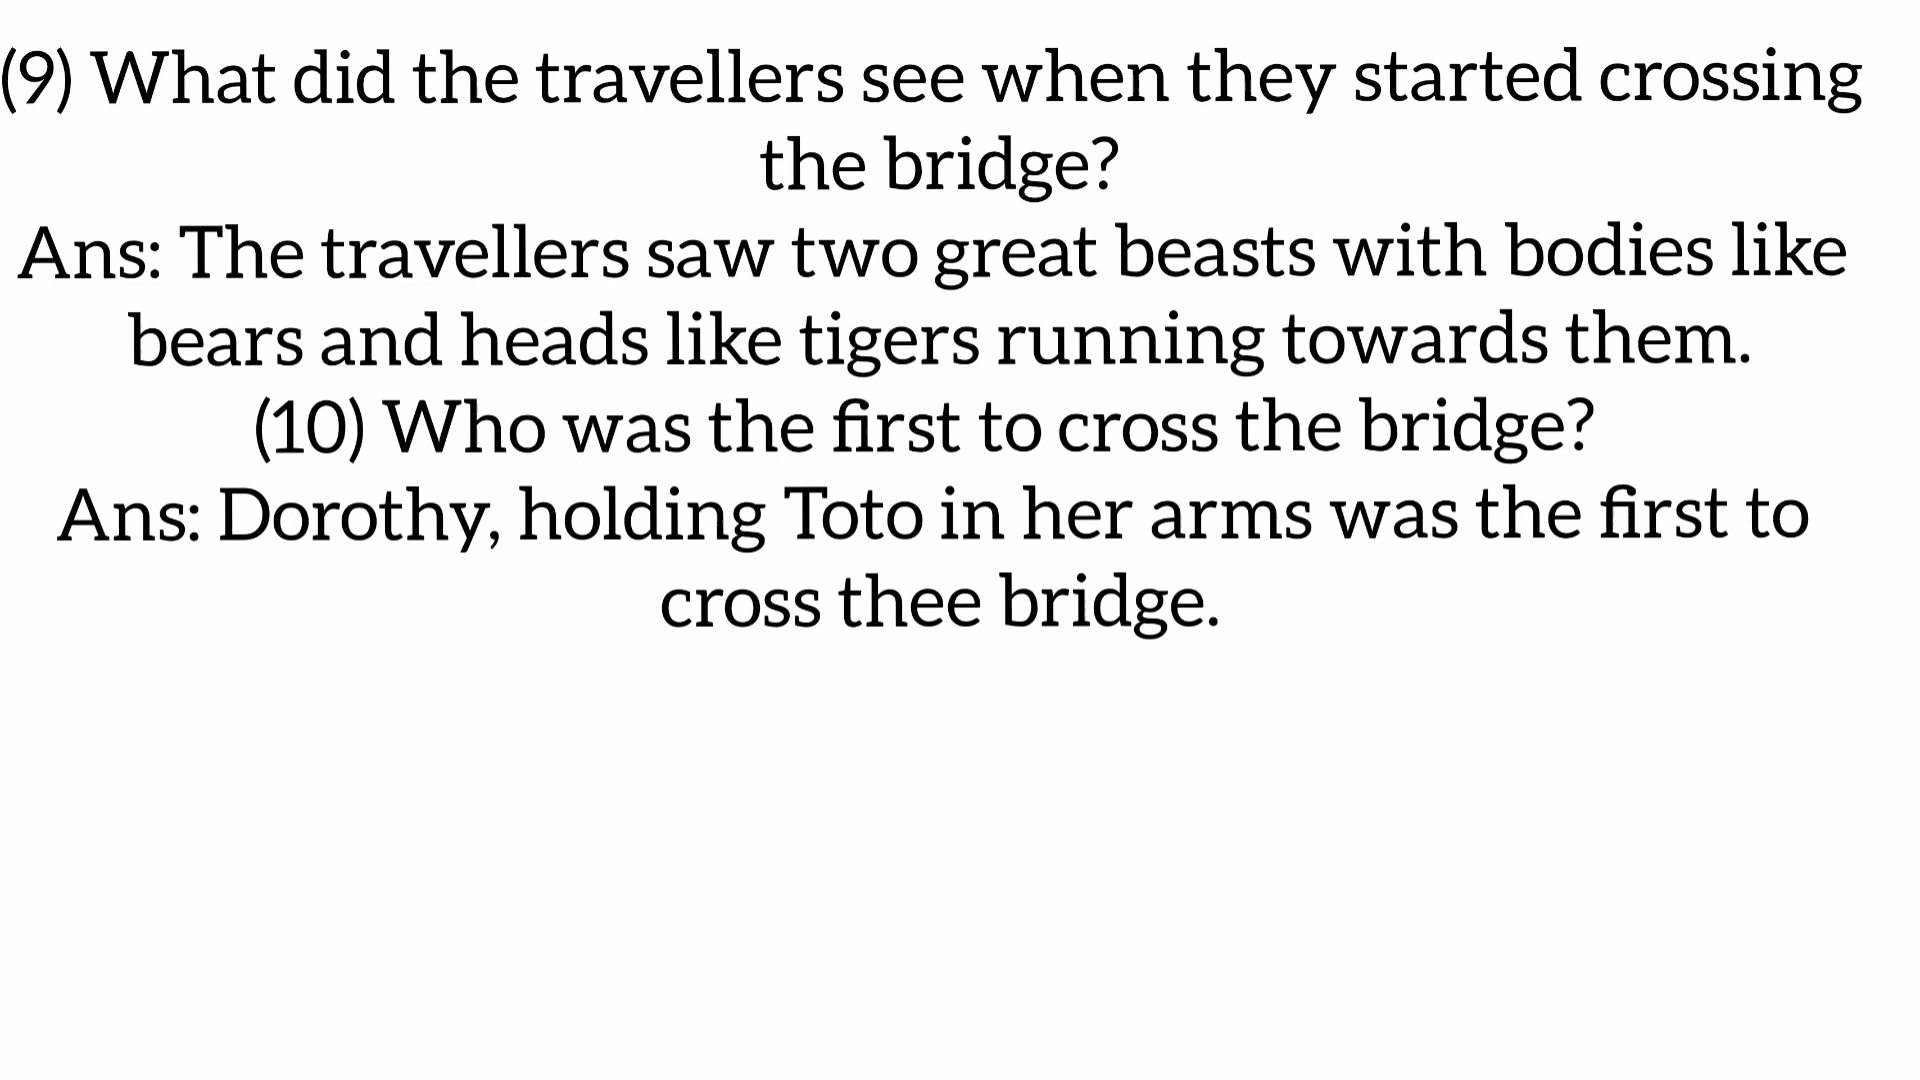 (9) What did the travellers see when they started crossing
the bridge?
Ans: The travellers saw two great beasts with bodies like
bears and heads like tigers running towards them.
(10) Who was the first to cross the bridge?
Ans: Dorothy, holding Toto in her arms was the first to
cross thee bridge.